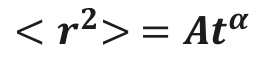 < r² > = Atᵅ